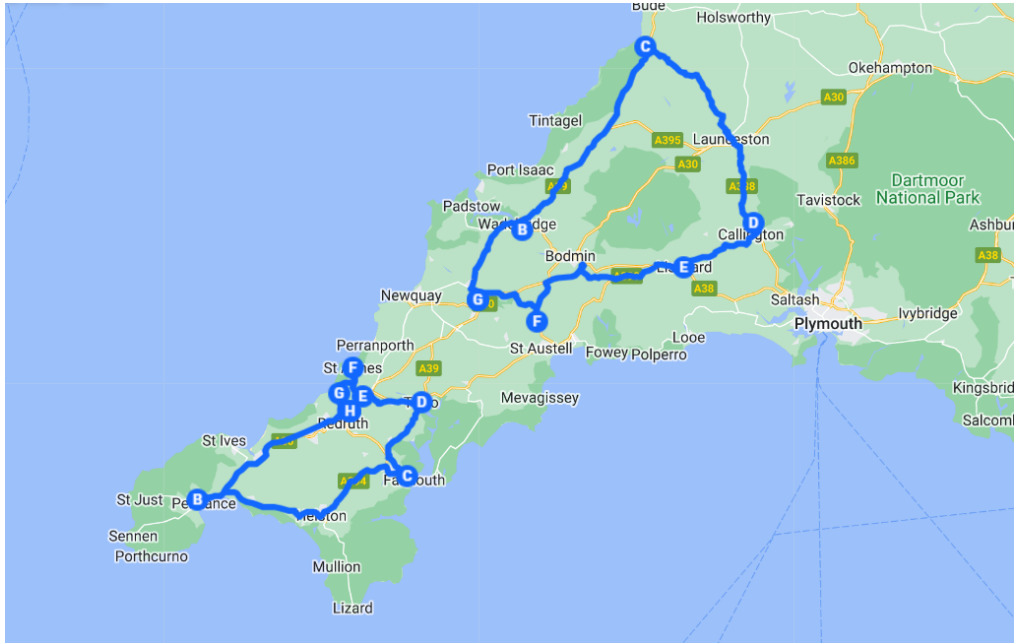 Bude
Holsworthy
C
Okehampton
A30
Tintagel
A395
Launceston
A30
A386
Port Isaac
Dartmoor
National Park
Tavistock
Padstow
B
D
Callington
Ashbu
Bodmin
E
A38
A38
Newquay
G
Saltash
Ivybridge
F
Plymouth
Looe
St Austell
Fowey
Polperro
Perranporth
F
A39
Kingsbrid
Mevagissey
G
E
D
H
Redruth
Salcomb
St Ives
C
St Just
B
Sennen
Porthcurno
Mullion
Lizard